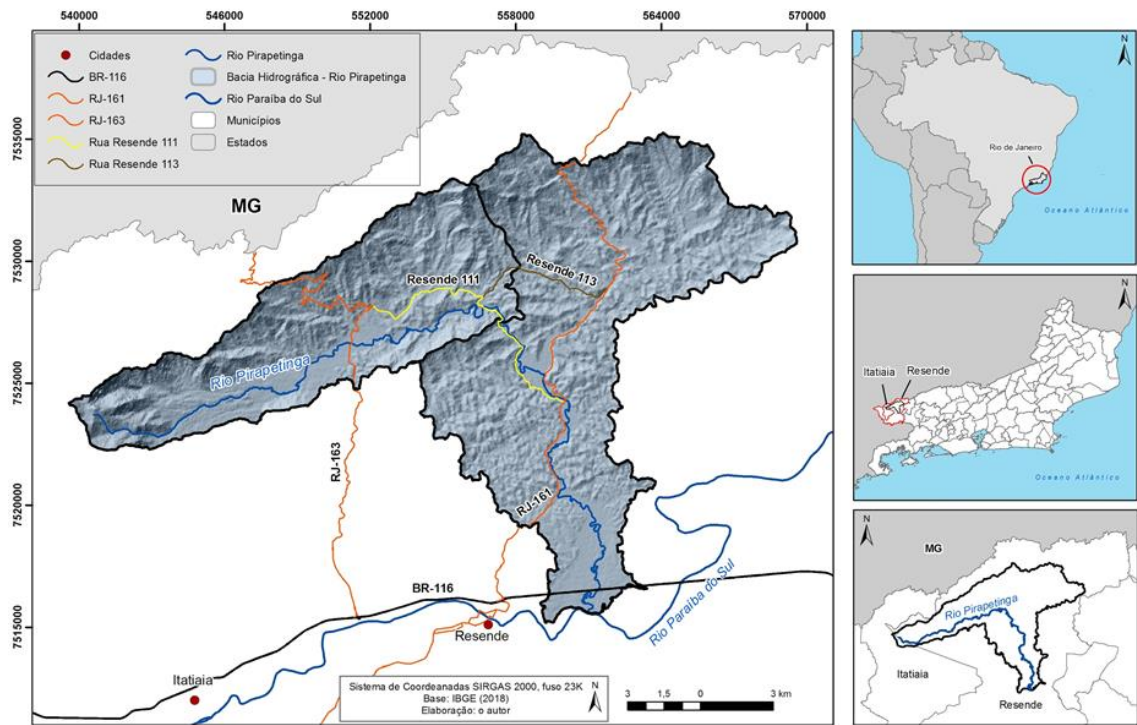 540000
546000
552000
558000
564000
570000
7535000
7530000
7525000
7520000
7515000
Cidades
BR-116
RJ-161
RJ-163
Rua Resende 111
Rua Resende 113
Rio Pirapetinga
Bacia Hidrográfica - Rio Pirapetinga
Rio Paraíba do Sul
Municípios
Estados
MG
Resende 111
Resende 113
Rio Pirapetinga
RJ-163
RJ-161
BR-116
Rio Paraíba do Sul
Resende
Itatiaia
Sistema de Coordeanadas SIRGAS 2000, fuso 23K
Base: IBGE (2018)
Elaboração: o autor
N
3 1,5 0 3 km
N
Rio de Janeiro
Oceano Atlântico
N
Itatiaia
Resende
Oceano Atlântico
N
MG
Rio Pirapetinga
Itatiaia
Resende